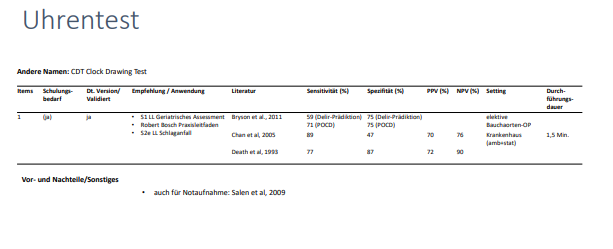 Uhrentest
Andere Namen: CDT Clock Drawing Test
Items Schulungs-bedarf Dt. Version/ Validiert Empfehlung / Anwendung Literatur Sensitivität (%) Spezifität (%) PPV (%) NPV (%) Setting Durch-führungs-dauer
1 (ja) ja • S1 LL Geriatrisches Assessment Bryson et al., 2011 59 (Delir-Prädiktion) 75 (Delir-Prädiktion) elektive
• Robert Bosch Praxisleitfaden 71 (POCD) 75 (POCD) Bauchaorten-OP
• S2e LL Schlaganfall Chan et al, 2005 89 47 70 76 Krankenhaus 1,5 Min.
(amb+stat)
Death et al, 1993 77 87 72 90
Vor- und Nachteile/Sonstiges
• auch für Notaufnahme: Salen et al, 2009